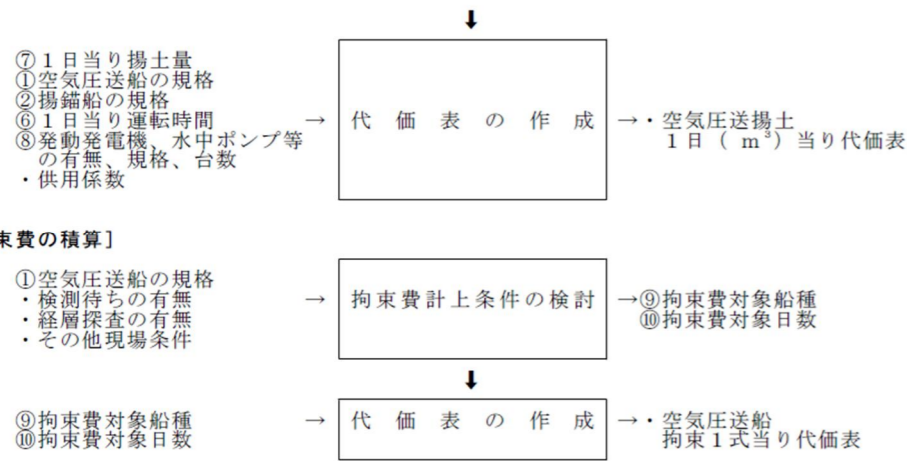 ⬇
⑦１日当り揚土量
①空気圧送船の規格
②揚錨船の規格
⑥１日当り運転時間
⑧発動発電機、水中ポンプ等
の有無、規格、台数
・供用係数
→
代価表の作成
→・空気圧送揚土
１日（ m³）当り代価表
束費の積算］
①空気圧送船の規格
・検測待ちの有無
・経層探査の有無
・その他現場条件
→
拘束費計上条件の検討
→⑨拘束費対象船種
⑩拘束費対象日数
⬇
⑨拘束費対象船種
⑩拘束費対象日数
→
代価表の作成
→・空気圧送船
拘束１式当り代価表